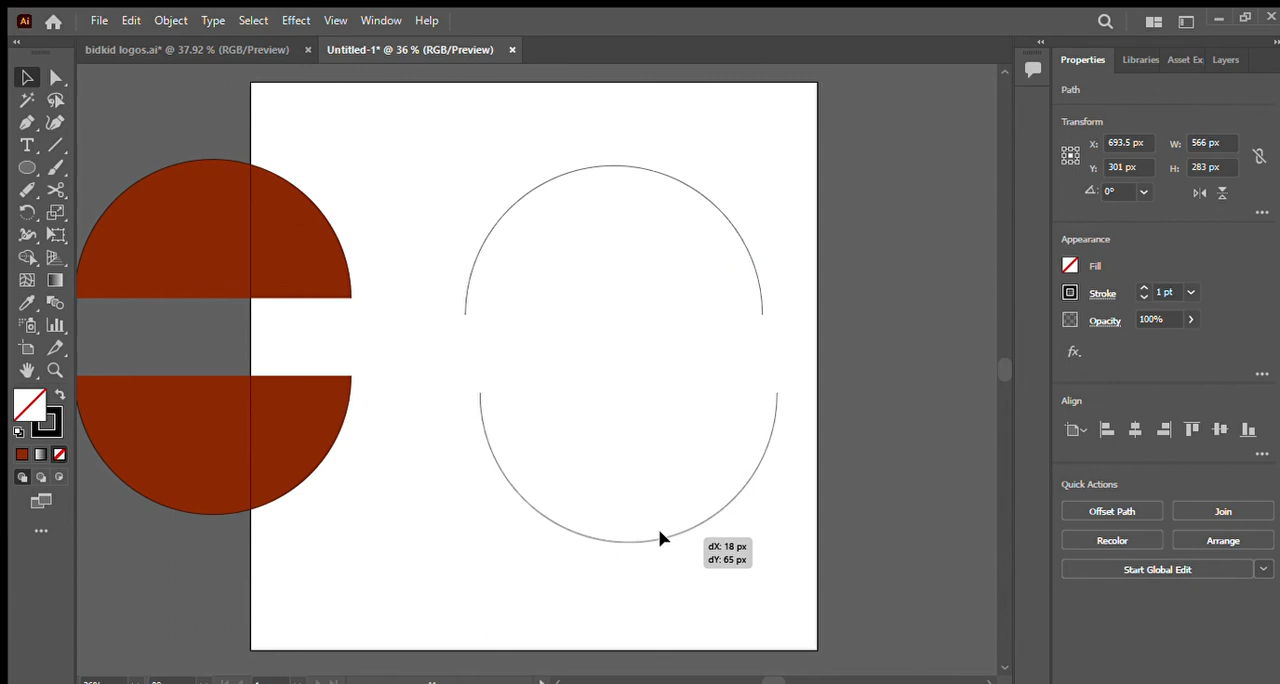 Ai File Edit Object Type Select Effect View Window Help
bidkid logos.ai* @ 37.92 % (RGB/Preview) × Untitled-1* @ 36 % (RGB/Preview) ×
Properties Libraries Asset Ex Layers
Path
Transform
X: 693.5 px W: 566 px
Y: 301 px H: 283 px
0°
Appearance
Fill
Stroke 1 pt
Opacity 100%
fx.
Align
Quick Actions
Offset Path Join
Recolor Arrange
Start Global Edit
dX: 18 px
dY: 65 px